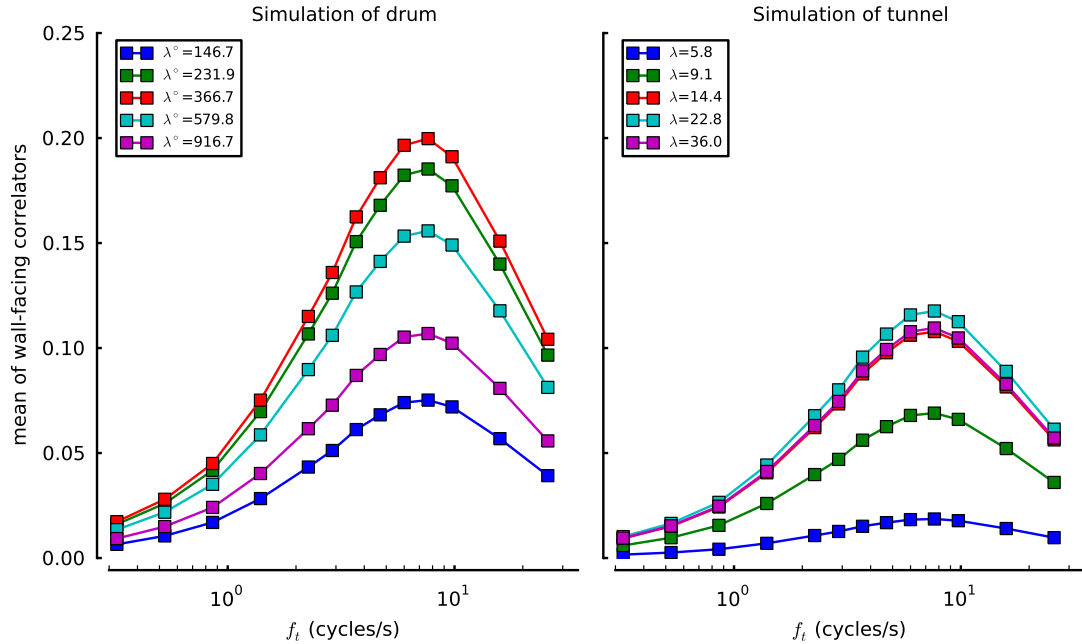 Simulation of drum
Simulation of tunnel
0.25
0.20
0.15
0.10
0.05
0.00
mean of wall-facing correlators
λ°=146.7
λ°=231.9
λ°=366.7
λ°=579.8
λ°=916.7
λ=5.8
λ=9.1
λ=14.4
λ=22.8
λ=36.0
10⁰
10¹
10⁰
10¹
fₜ (cycles/s)
fₜ (cycles/s)